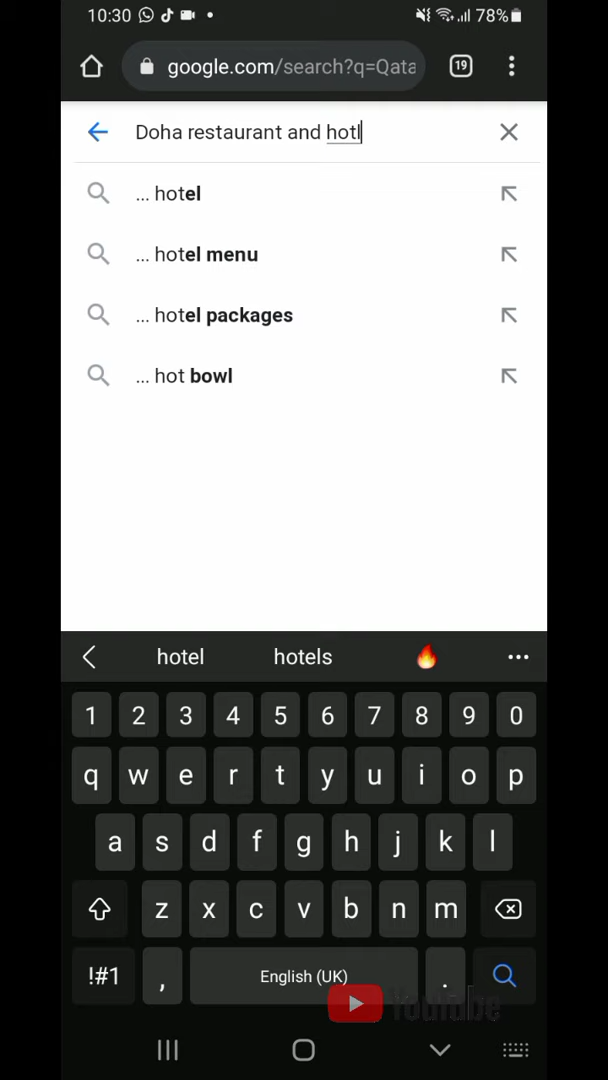 10:30 78%
google.com/search?q=Qata 19
Doha restaurant and hotl
... hotel
... hotel menu
... hotel packages
... hot bowl
hotel hotels
1 2 3 4 5 6 7 8 9 0
q w e r t y u i o p
a s d f g h j k l
z x c v b n m
!#1 , English (UK) .
YouTube